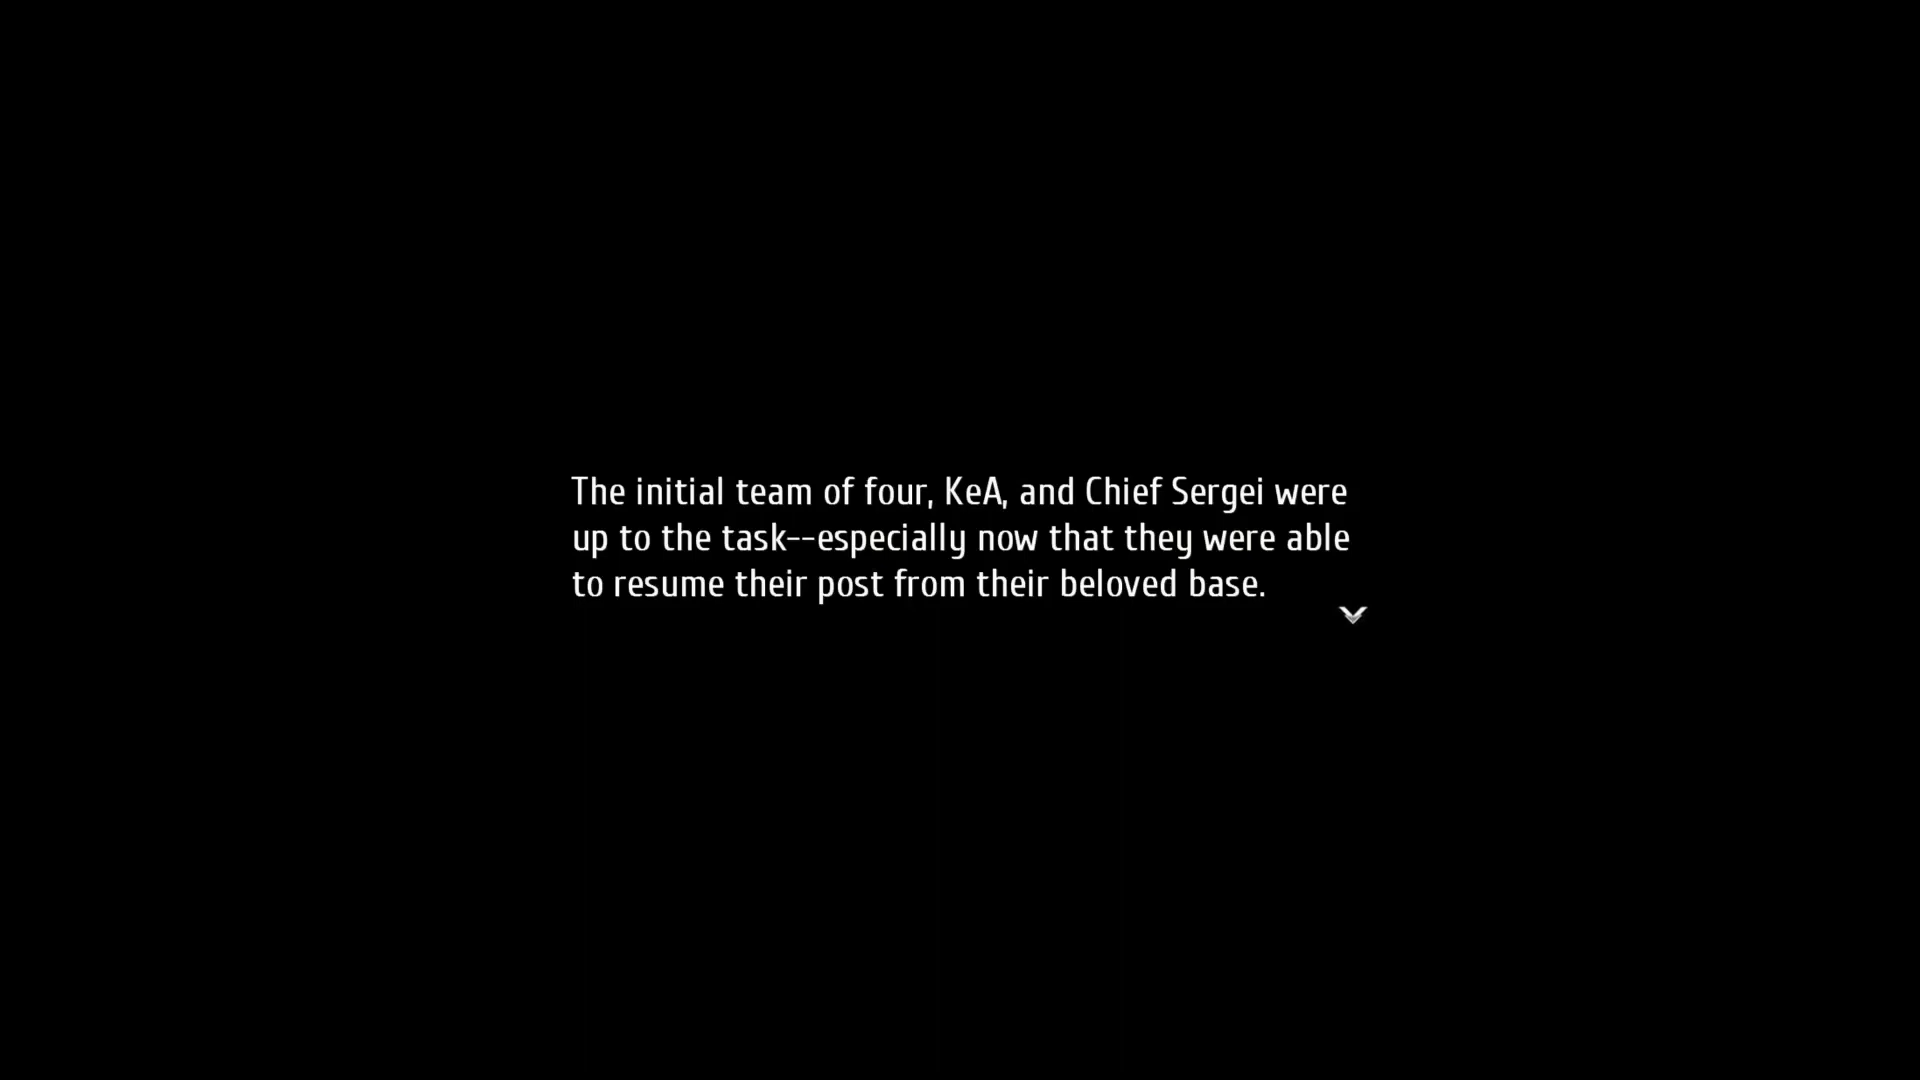 The initial team of four, KeA, and Chief Sergei were
up to the task--especially now that they were able
to resume their post from their beloved base.